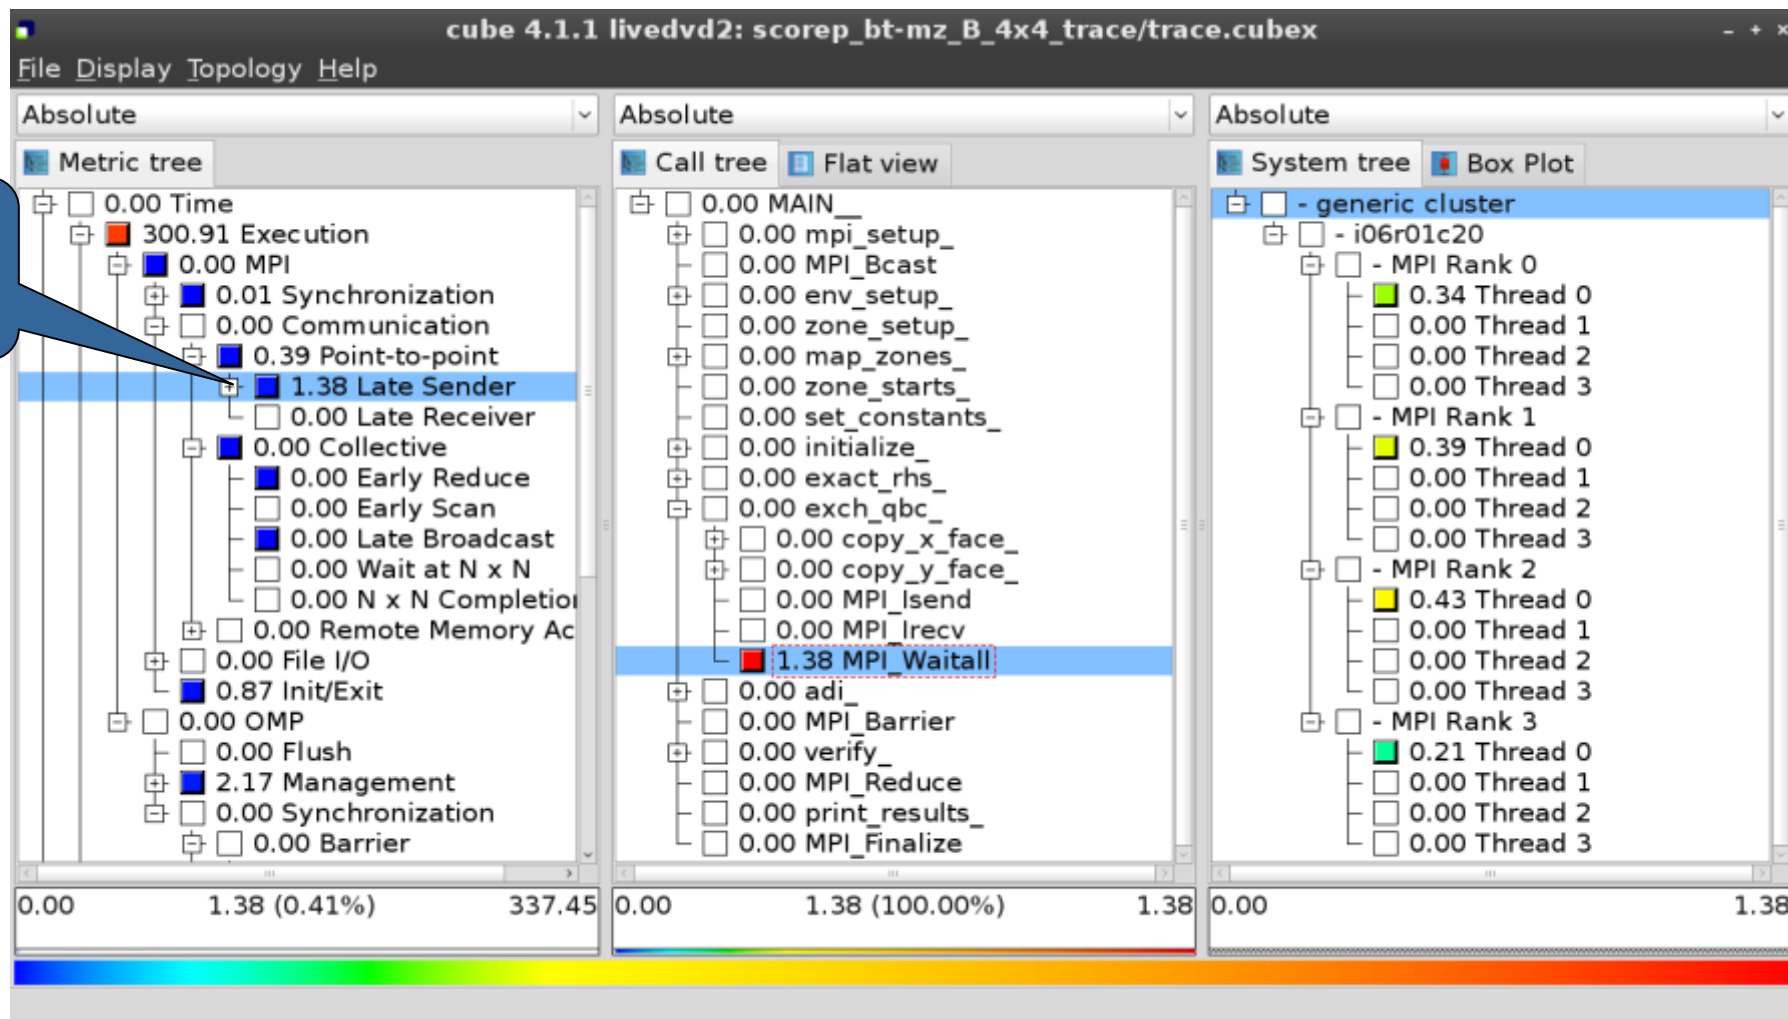 cube 4.1.1 livedvd2: scorep_bt-mz_B_4x4_trace/trace.cubex
File Display Topology Help
Absolute
Metric tree
0.00 Time
300.91 Execution
0.00 MPI
0.01 Synchronization
0.00 Communication
0.39 Point-to-point
1.38 Late Sender
0.00 Late Receiver
0.00 Collective
0.00 Early Reduce
0.00 Early Scan
0.00 Late Broadcast
0.00 Wait at N x N
0.00 N x N Completion
0.00 Remote Memory Ac
0.00 File I/O
0.87 Init/Exit
0.00 OMP
0.00 Flush
2.17 Management
0.00 Synchronization
0.00 Barrier
0.00 1.38 (0.41%) 337.45
Absolute
Call tree Flat view
0.00 MAIN__
0.00 mpi_setup_
0.00 MPI_Bcast
0.00 env_setup_
0.00 zone_setup_
0.00 map_zones_
0.00 zone_starts_
0.00 set_constants_
0.00 initialize_
0.00 exact_rhs_
0.00 exch_qbc_
0.00 copy_x_face_
0.00 copy_y_face_
0.00 MPI_Isend
0.00 MPI_Irecv
1.38 MPI_Waitall
0.00 adi_
0.00 MPI_Barrier
0.00 verify_
0.00 MPI_Reduce
0.00 print_results_
0.00 MPI_Finalize
0.00 1.38 (100.00%) 1.38
Absolute
System tree Box Plot
- generic cluster
- i06r01c20
- MPI Rank 0
0.34 Thread 0
0.00 Thread 1
0.00 Thread 2
0.00 Thread 3
- MPI Rank 1
0.39 Thread 0
0.00 Thread 1
0.00 Thread 2
0.00 Thread 3
- MPI Rank 2
0.43 Thread 0
0.00 Thread 1
0.00 Thread 2
0.00 Thread 3
- MPI Rank 3
0.21 Thread 0
0.00 Thread 1
0.00 Thread 2
0.00 Thread 3
0.00 1.38